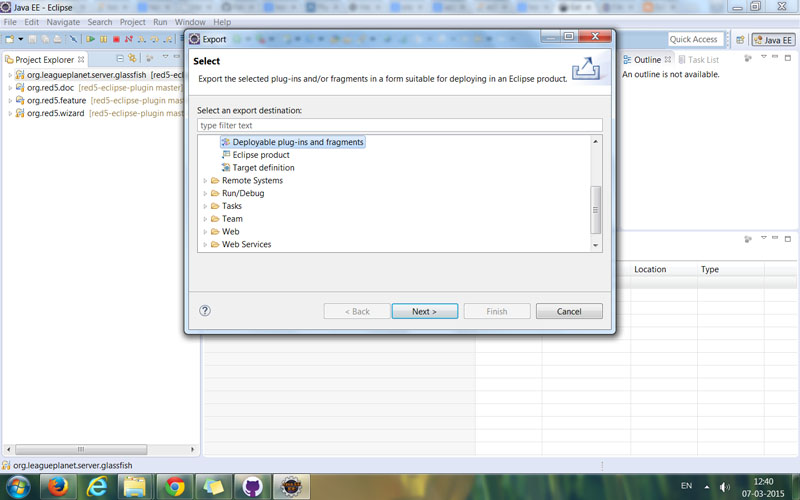 Java EE - Eclipse
File Edit Navigate Search Project Run Window Help
Quick Access
Java EE
Project Explorer
org.leagueplanet.server.glassfish [red5-ec
org.red5.doc [red5-eclipse-plugin master]
org.red5.feature [red5-eclipse-plugin mast
org.red5.wizard [red5-eclipse-plugin maste
Export
Select
Export the selected plug-ins and/or fragments in a form suitable for deploying in an Eclipse product.
Select an export destination:
type filter text
Deployable plug-ins and fragments
Eclipse product
Target definition
Remote Systems
Run/Debug
Tasks
Team
Web
Web Services
?
< Back
Next >
Finish
Cancel
Outline
Task List
An outline is not available.
Location
Type
org.leagueplanet.server.glassfish
EN
12:40
07-03-2015